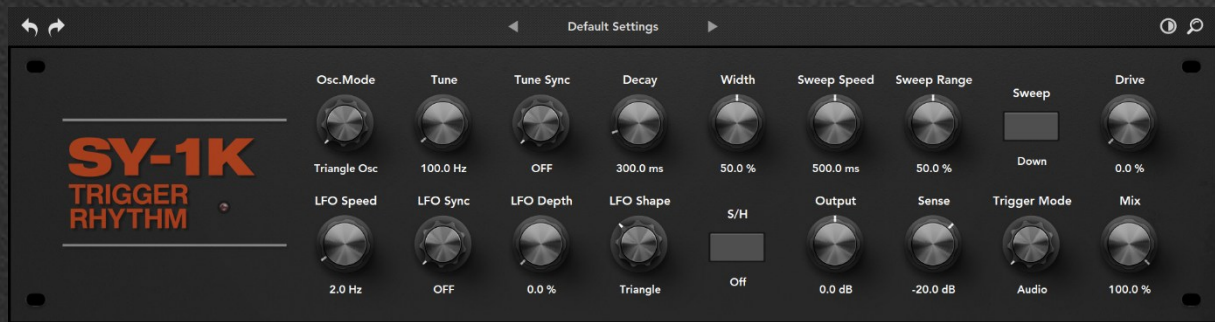 Default Settings
SY-1K
TRIGGER
RHYTHM
Osc.Mode Tune Tune Sync Decay Width Sweep Speed Sweep Range Sweep Drive
Triangle Osc 100.0 Hz OFF 300.0 ms 50.0 % 500.0 ms 50.0 % Down 0.0 %
LFO Speed LFO Sync LFO Depth LFO Shape S/H Output Sense Trigger Mode Mix
2.0 Hz OFF 0.0 % Triangle Off 0.0 dB -20.0 dB Audio 100.0 %